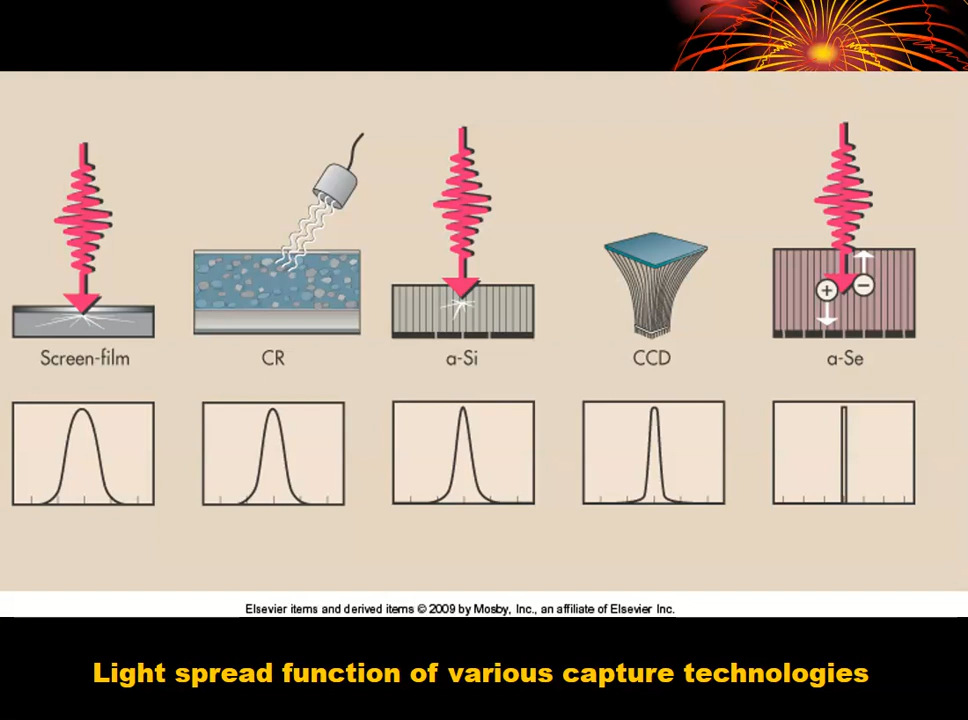 Screen-film
CR
a-Si
CCD
a-Se
+
−
Elsevier items and derived items © 2009 by Mosby, Inc., an affiliate of Elsevier Inc.
Light spread function of various capture technologies